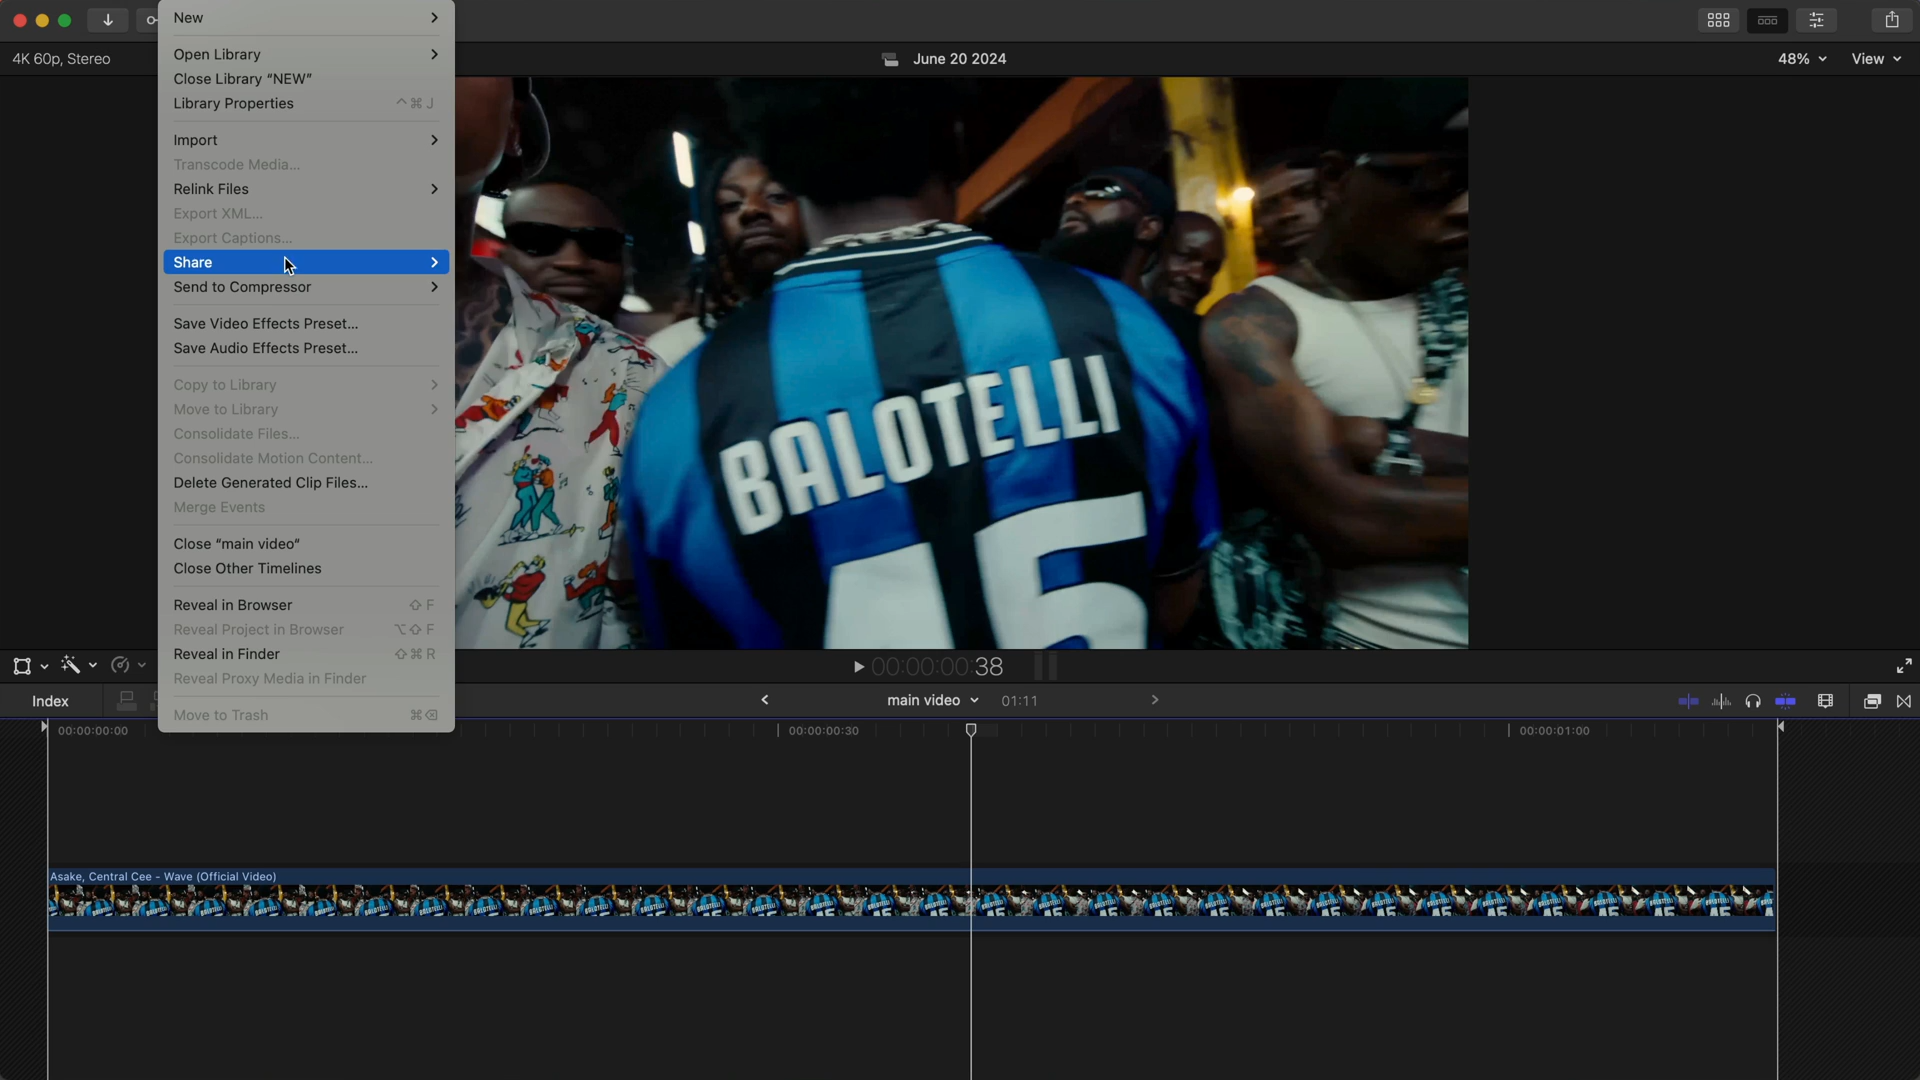 New
4K 60p, Stereo
June 20 2024
48%
View
Open Library
Close Library “NEW”
Library Properties ^⌘J
Import
Transcode Media...
Relink Files
Export XML...
Export Captions...
Share
Send to Compressor
Save Video Effects Preset...
Save Audio Effects Preset...
Copy to Library
Move to Library
Consolidate Files...
Consolidate Motion Content...
Delete Generated Clip Files...
Merge Events
Close “main video”
Close Other Timelines
Reveal in Browser ⇧F
Reveal Project in Browser ⌥⇧F
Reveal in Finder ⇧⌘R
Reveal Proxy Media in Finder
Move to Trash ⌘⌫
BALOTELLI
45
00:00:00:38
Index
main video
01:11
00:00:00:00
00:00:00:30
00:00:01:00
Asake, Central Cee - Wave (Official Video)